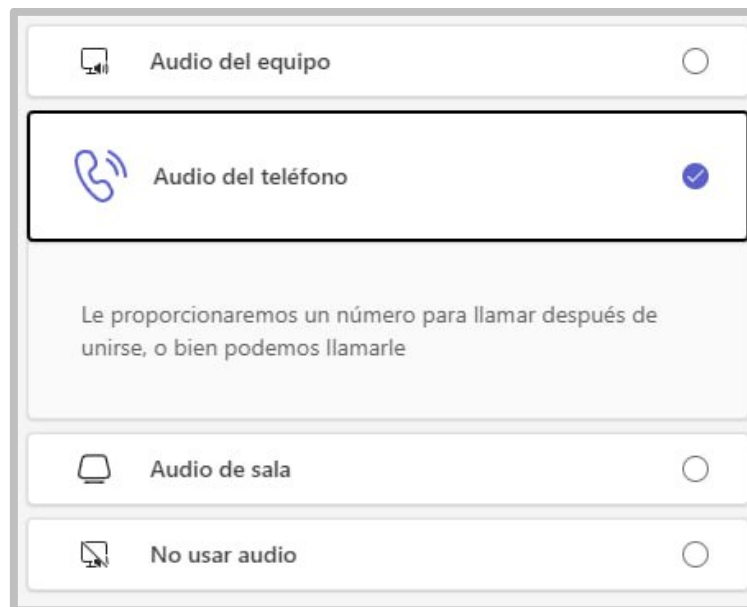 Audio del equipo
Audio del teléfono
Le proporcionaremos un número para llamar después de
unirse, o bien podemos llamarle
Audio de sala
No usar audio